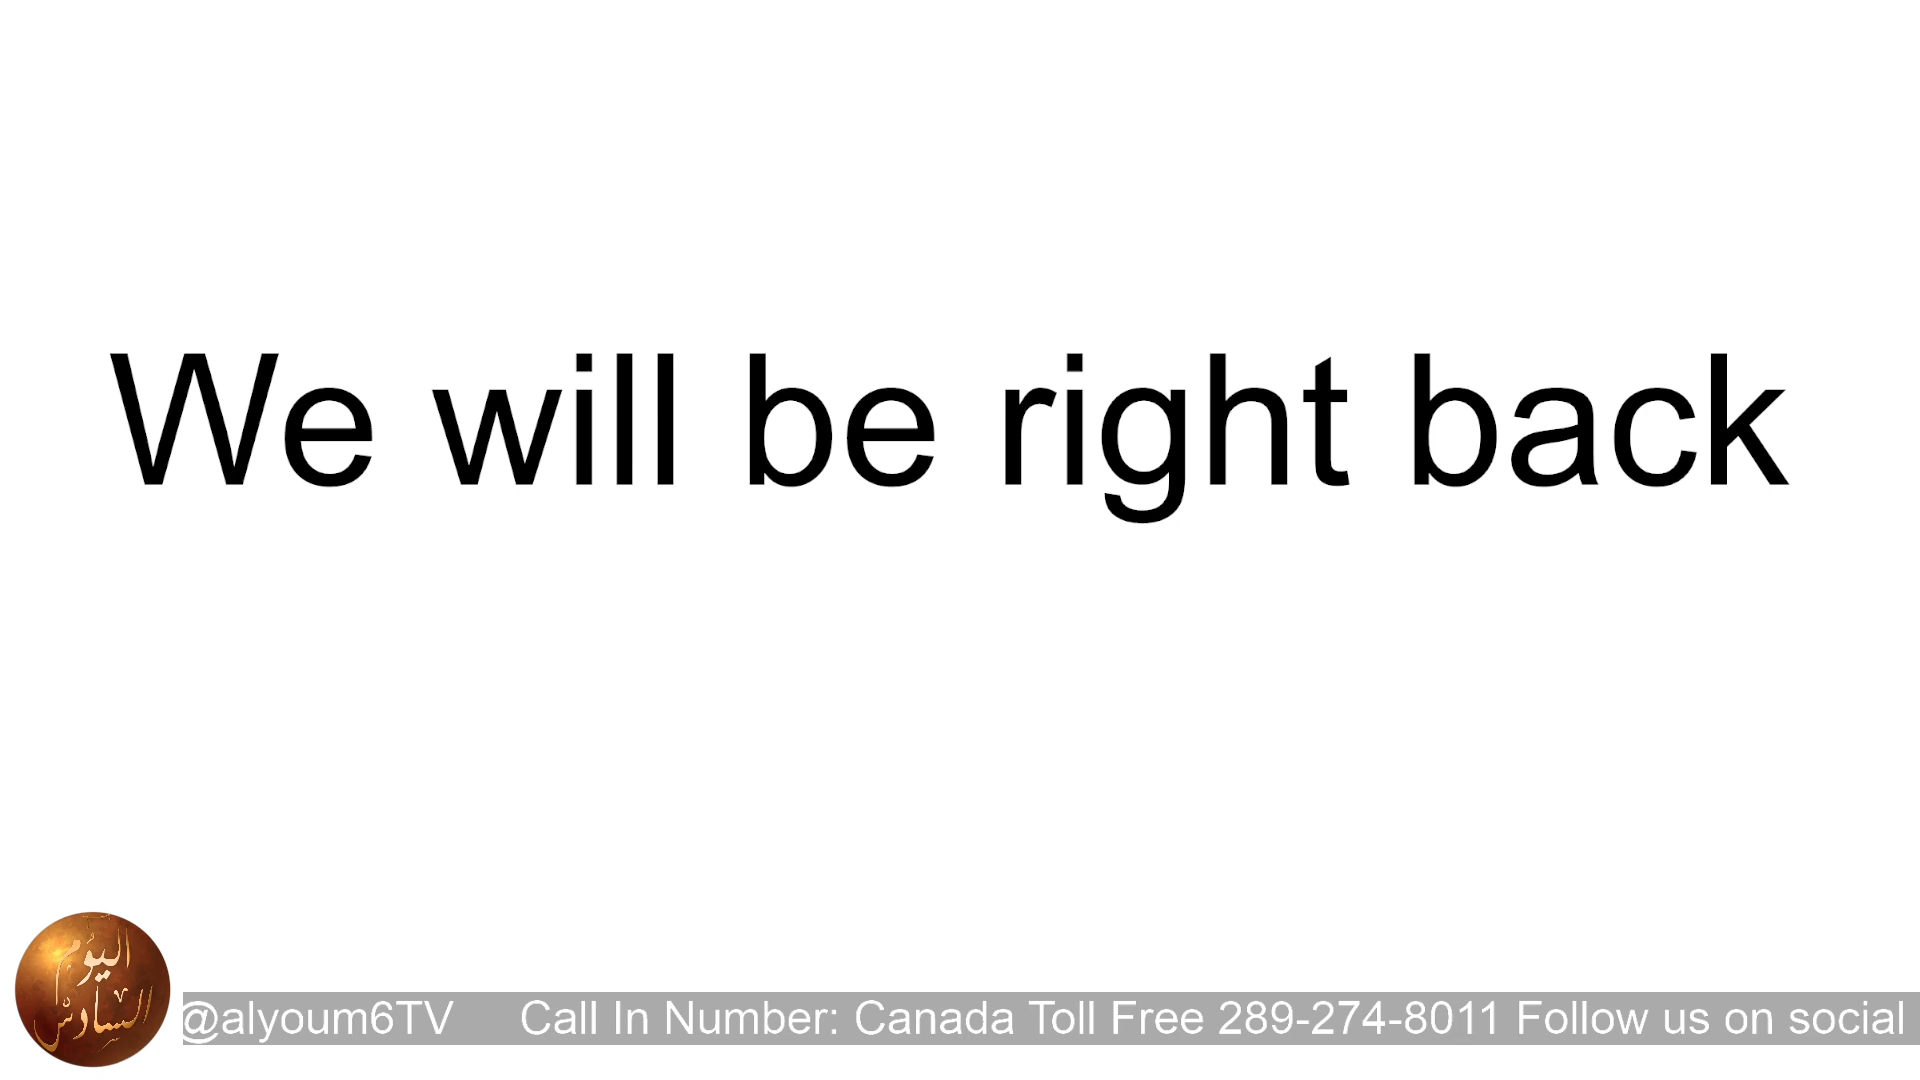 We will be right back
اليوم
السادس
@alyoum6TV Call In Number: Canada Toll Free 289-274-8011 Follow us on social